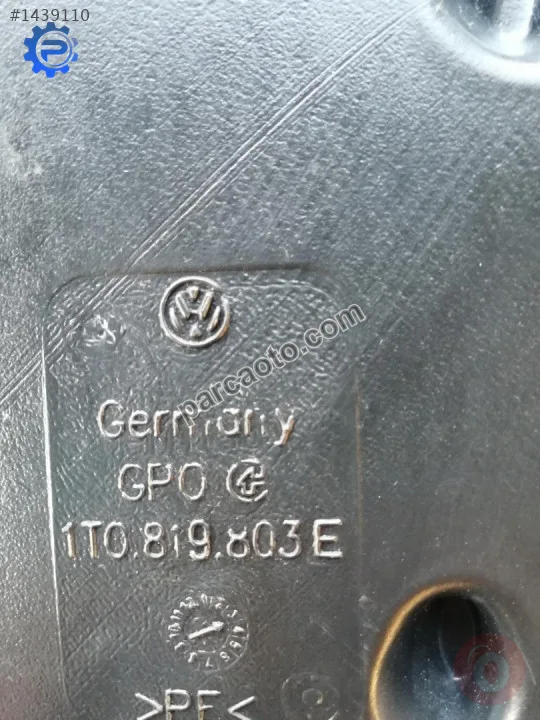 #1439110
parcaoto.com
Germany
GPO
1T0.819.803 E
>PE<